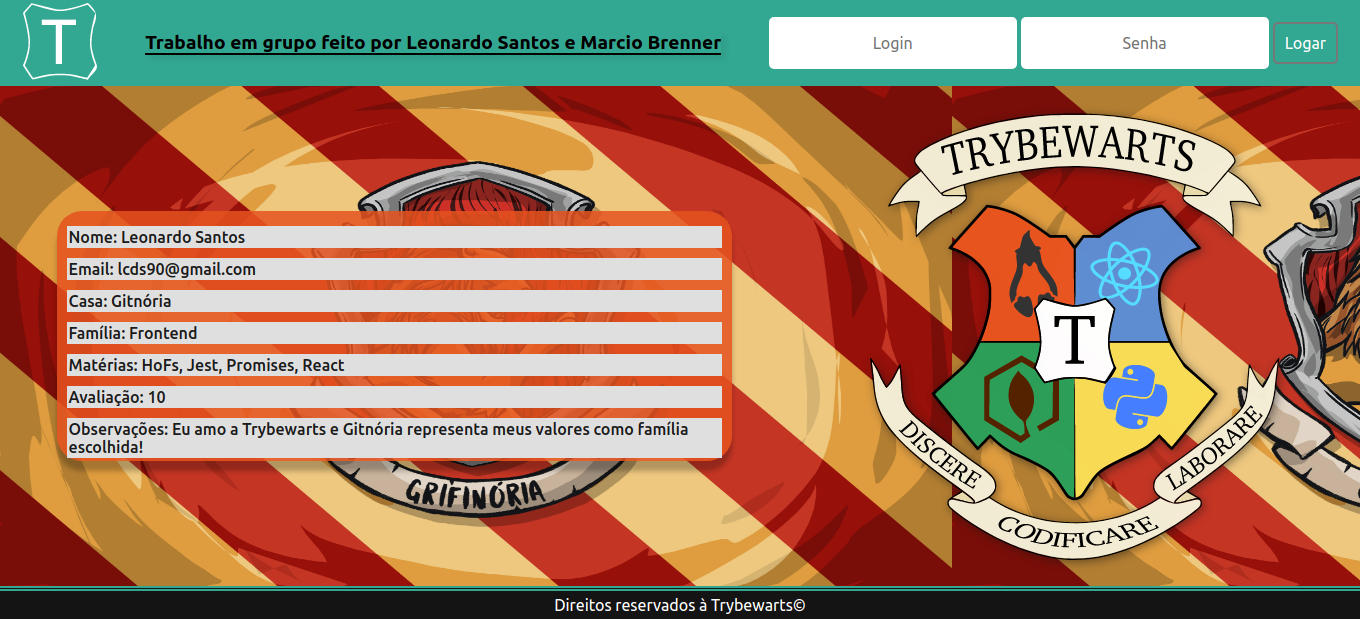 T
Trabalho em grupo feito por Leonardo Santos e Marcio Brenner
Login
Senha
Logar
Nome: Leonardo Santos
Email: lcds90@gmail.com
Casa: Gitnória
Família: Frontend
Matérias: HoFs, Jest, Promises, React
Avaliação: 10
Observações: Eu amo a Trybewarts e Gitnória representa meus valores como família
escolhida!
GRIFINÓRIA
TRYBEWARTS
T
DISCERE
CODIFICARE
LABORARE
Direitos reservados à Trybewarts©